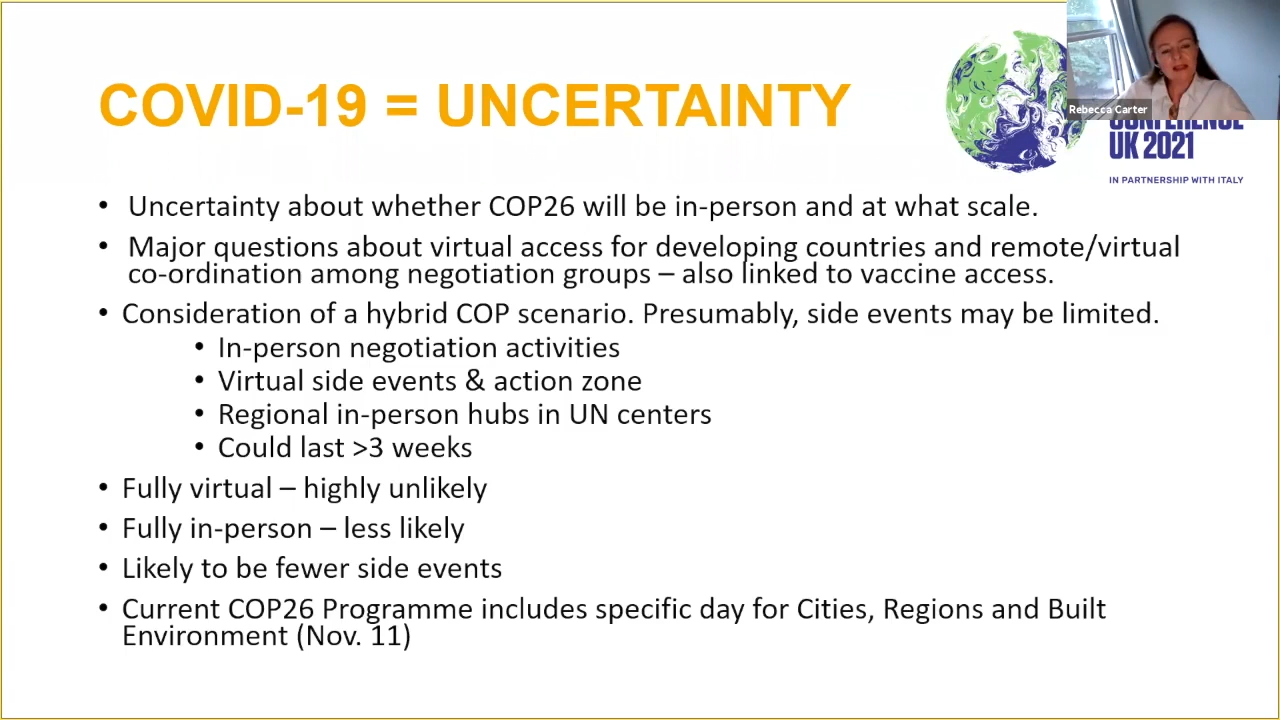 COVID-19 = UNCERTAINTY
Rebecca Carter
CONFERENCE
UK 2021
IN PARTNERSHIP WITH ITALY
• Uncertainty about whether COP26 will be in-person and at what scale.
• Major questions about virtual access for developing countries and remote/virtual
co-ordination among negotiation groups – also linked to vaccine access.
• Consideration of a hybrid COP scenario. Presumably, side events may be limited.
• In-person negotiation activities
• Virtual side events & action zone
• Regional in-person hubs in UN centers
• Could last >3 weeks
• Fully virtual – highly unlikely
• Fully in-person – less likely
• Likely to be fewer side events
• Current COP26 Programme includes specific day for Cities, Regions and Built
Environment (Nov. 11)